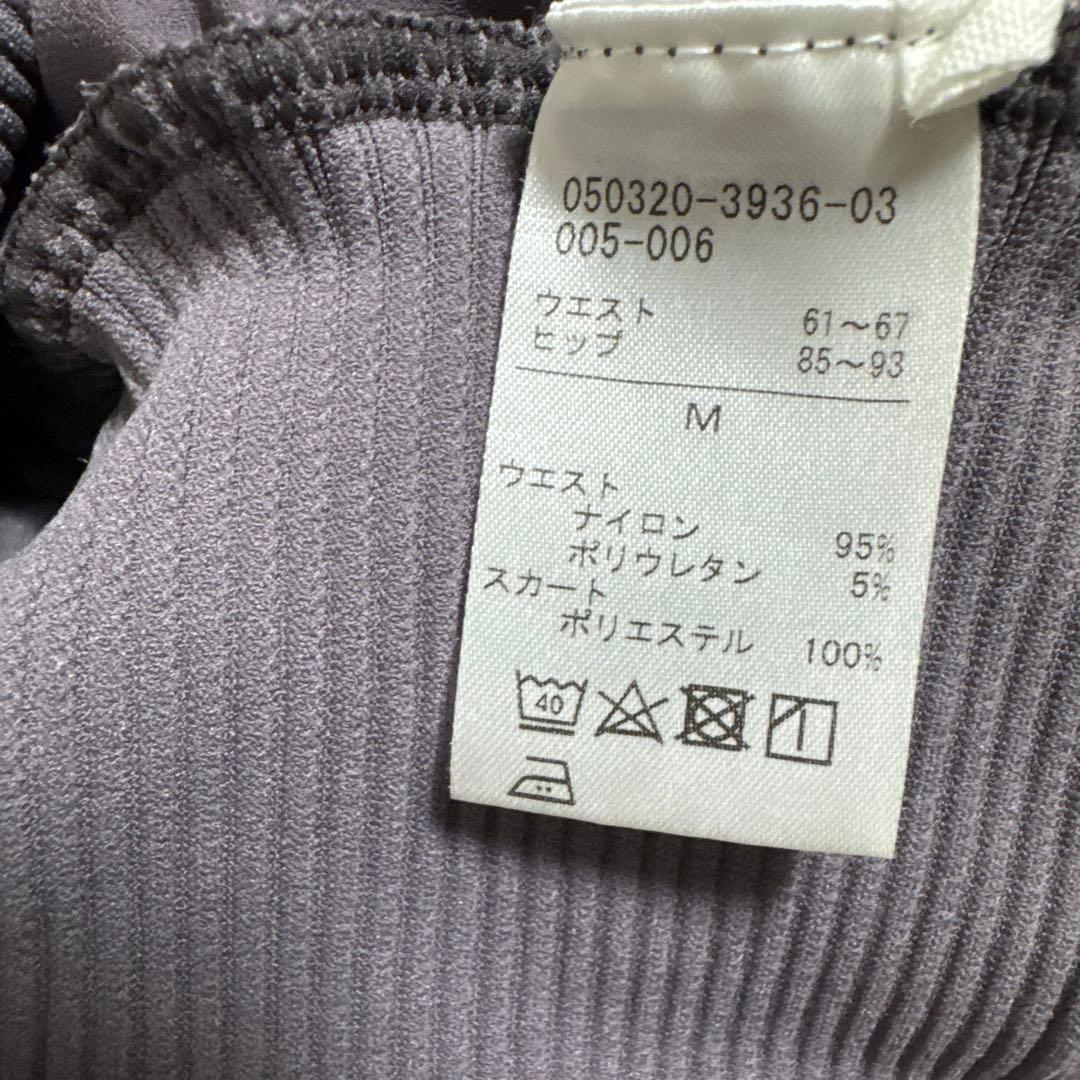 050320-3936-03
005-006
ウエスト 61〜67
ヒップ 85〜93
M
ウエスト
ナイロン 95%
ポリウレタン 5%
スカート
ポリエステル 100%
40